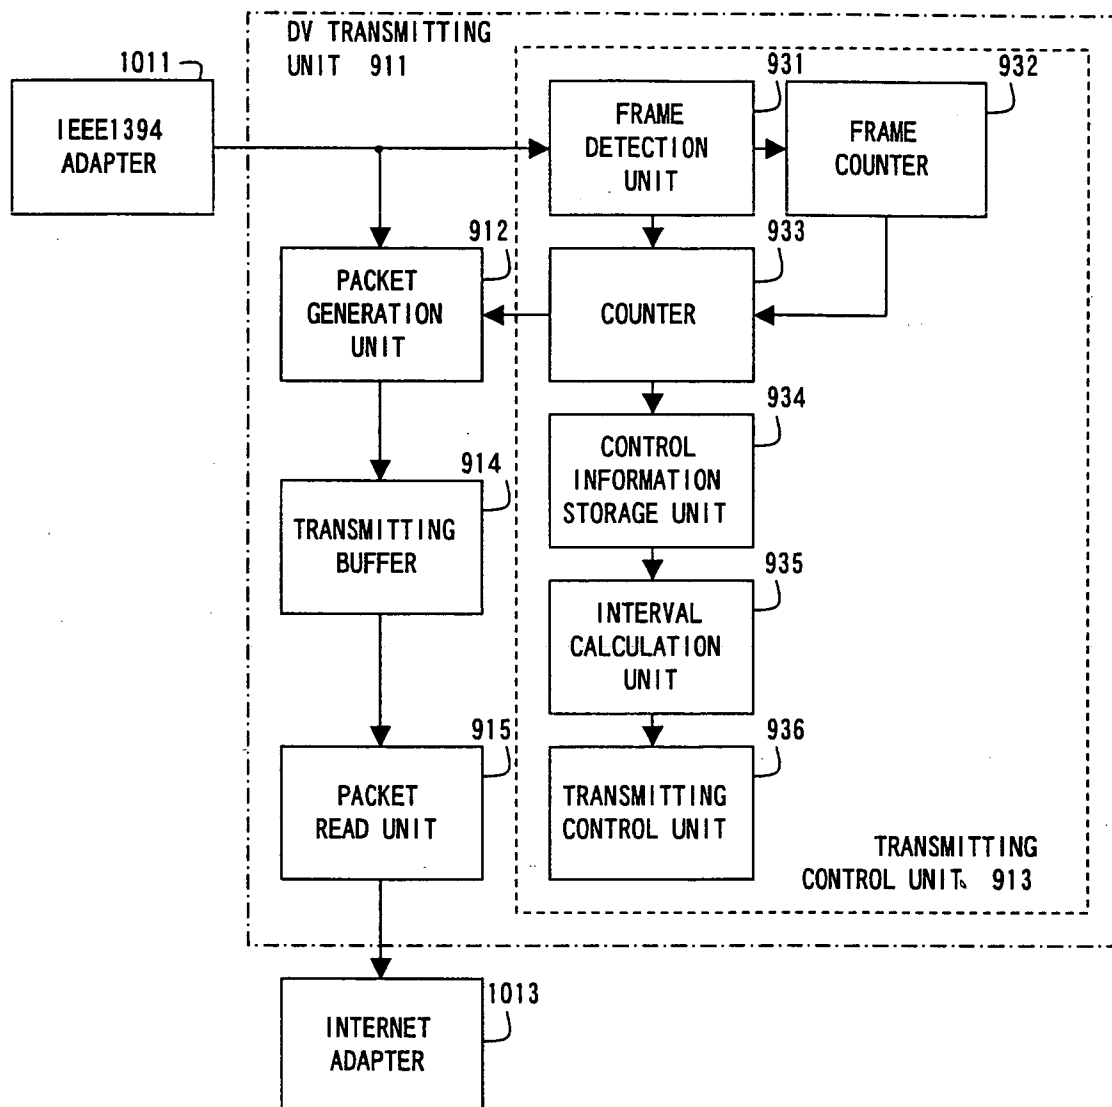 DV TRANSMITTING
UNIT 911
1011
IEEE1394
ADAPTER
931
FRAME
DETECTION
UNIT
932
FRAME
COUNTER
912
PACKET
GENERATION
UNIT
933
COUNTER
934
CONTROL
INFORMATION
STORAGE UNIT
914
TRANSMITTING
BUFFER
935
INTERVAL
CALCULATION
UNIT
915
PACKET
READ UNIT
936
TRANSMITTING
CONTROL UNIT
TRANSMITTING
CONTROL UNIT 913
1013
INTERNET
ADAPTER